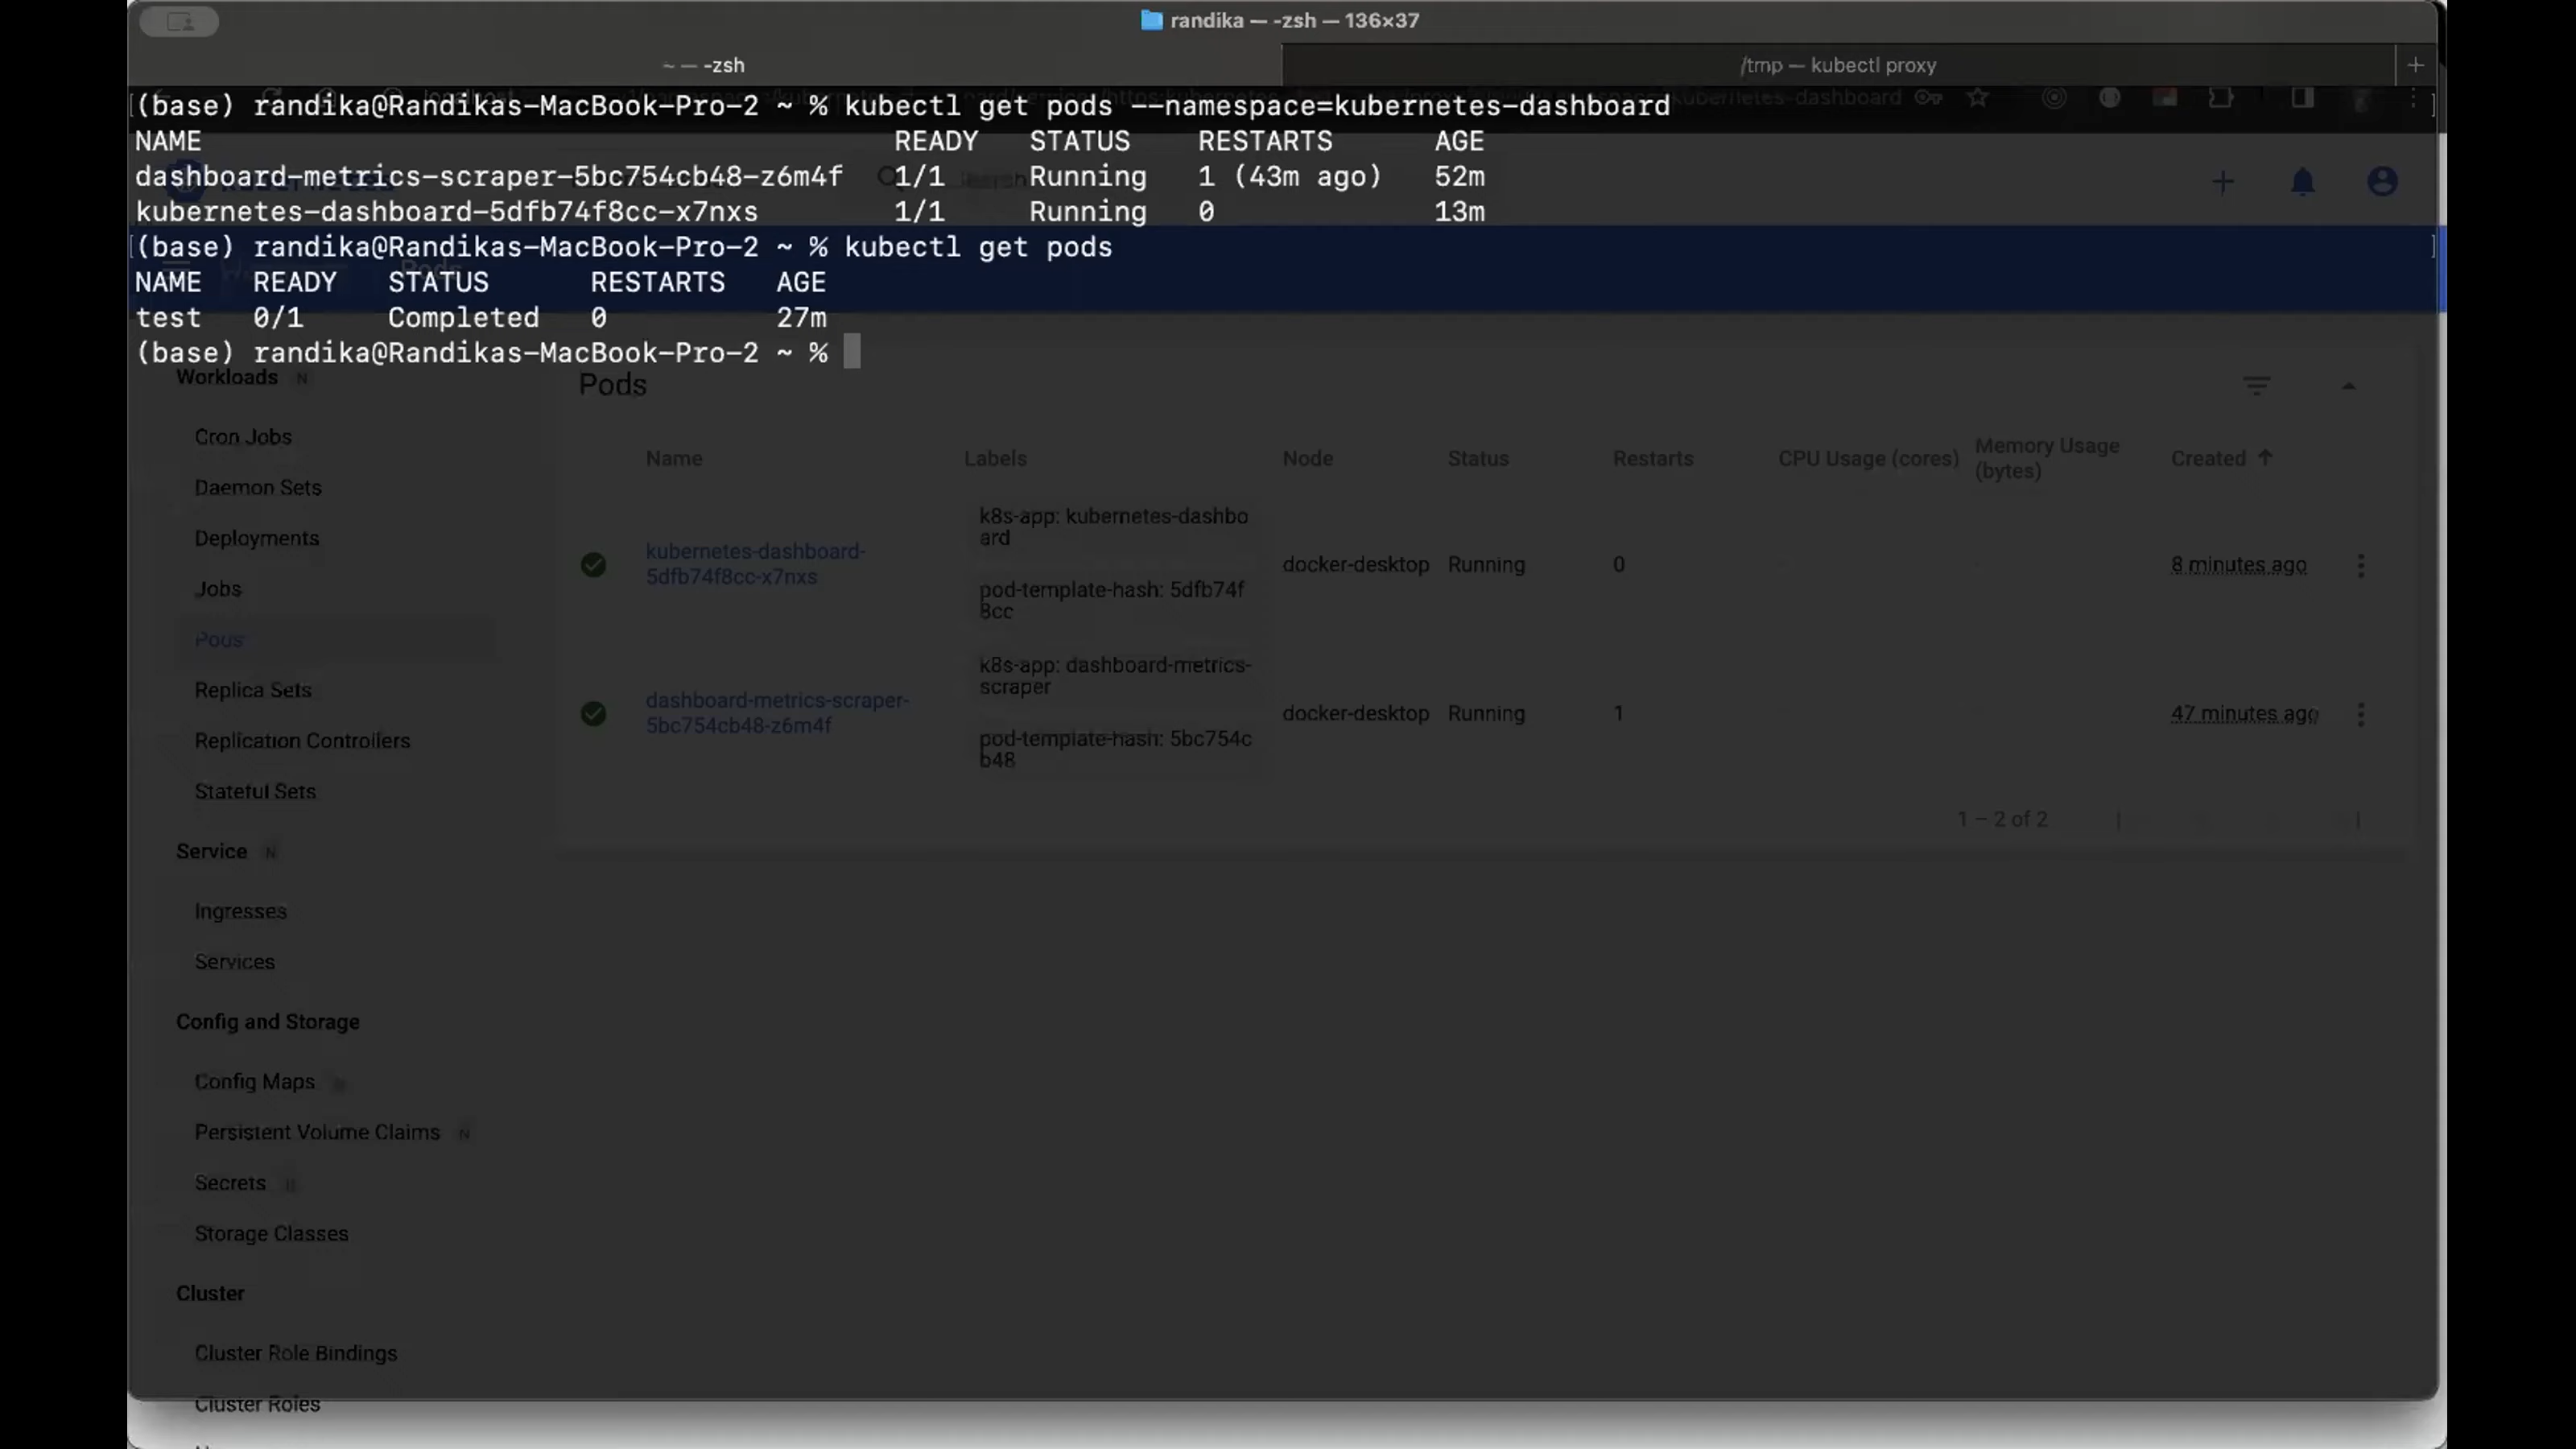 randika — -zsh — 136×37
~ — -zsh
/tmp — kubectl proxy
(base) randika@Randikas-MacBook-Pro-2 ~ % kubectl get pods --namespace=kubernetes-dashboard
NAME READY STATUS RESTARTS AGE
dashboard-metrics-scraper-5bc754cb48-z6m4f 1/1 Running 1 (43m ago) 52m
kubernetes-dashboard-5dfb74f8cc-x7nxs 1/1 Running 0 13m
(base) randika@Randikas-MacBook-Pro-2 ~ % kubectl get pods
NAME READY STATUS RESTARTS AGE
test 0/1 Completed 0 27m
(base) randika@Randikas-MacBook-Pro-2 ~ %
Workloads N
Cron Jobs
Daemon Sets
Deployments
Jobs
Pods
Replica Sets
Replication Controllers
Stateful Sets
Service N
Ingresses
Services
Config and Storage
Config Maps
Persistent Volume Claims N
Secrets
Storage Classes
Cluster
Cluster Role Bindings
Cluster Roles
Pods
Name Labels Node Status Restarts CPU Usage (cores) Memory Usage (bytes) Created
k8s-app: kubernetes-dashbo
ard
kubernetes-dashboard-
5dfb74f8cc-x7nxs
docker-desktop Running 0 8 minutes ago
pod-template-hash: 5dfb74f
8cc
k8s-app: dashboard-metrics-
scraper
dashboard-metrics-scraper-
5bc754cb48-z6m4f
docker-desktop Running 1 47 minutes ago
pod-template-hash: 5bc754c
b48
1 – 2 of 2